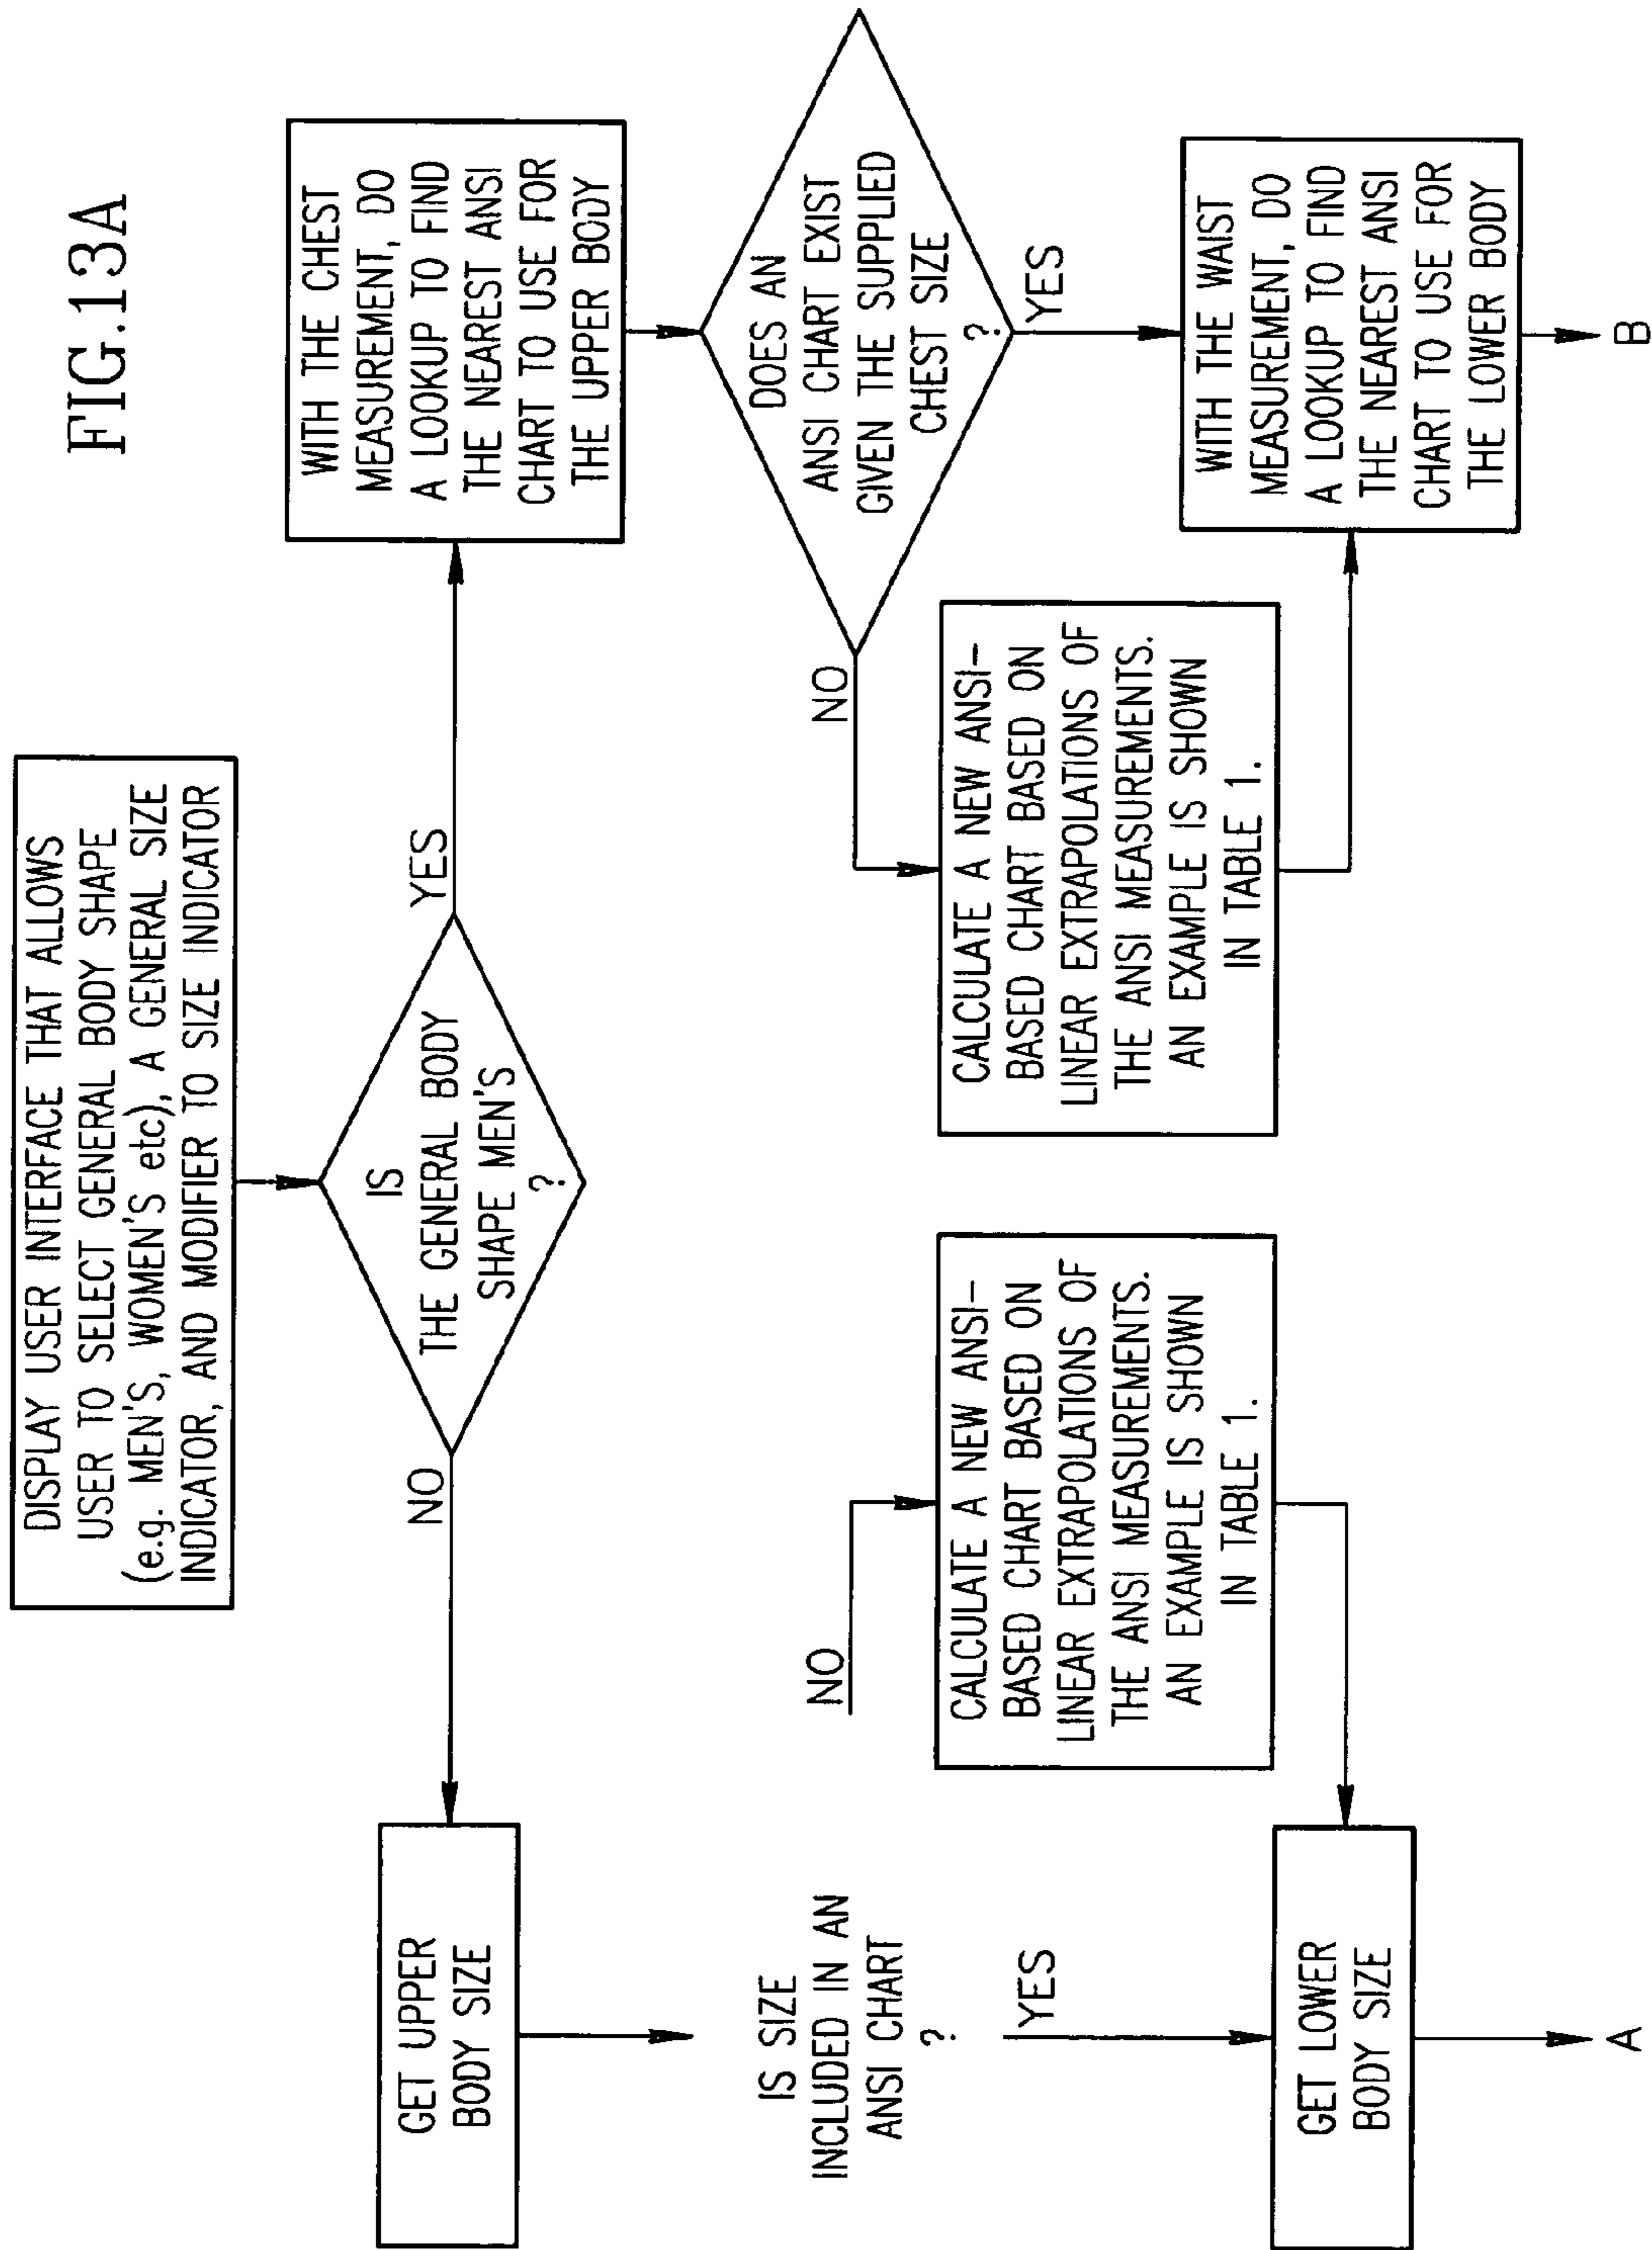 FIG.13A
DISPLAY USER INTERFACE THAT ALLOWS
USER TO SELECT GENERAL BODY SHAPE
(e.g. MEN'S, WOMEN'S etc), A GENERAL SIZE
INDICATOR, AND MODIFIER TO SIZE INDICATOR
IS
THE GENERAL BODY
SHAPE MEN'S
?
NO
YES
GET UPPER
BODY SIZE
WITH THE CHEST
MEASUREMENT, DO
A LOOKUP TO FIND
THE NEAREST ANSI
CHART TO USE FOR
THE UPPER BODY
IS SIZE
INCLUDED IN AN
ANSI CHART
?
NO
YES
CALCULATE A NEW ANSI-
BASED CHART BASED ON
LINEAR EXTRAPOLATIONS OF
THE ANSI MEASUREMENTS.
AN EXAMPLE IS SHOWN
IN TABLE 1.
DOES AN
ANSI CHART EXIST
GIVEN THE SUPPLIED
CHEST SIZE
?
NO
YES
CALCULATE A NEW ANSI-
BASED CHART BASED ON
LINEAR EXTRAPOLATIONS OF
THE ANSI MEASUREMENTS.
AN EXAMPLE IS SHOWN
IN TABLE 1.
GET LOWER
BODY SIZE
WITH THE WAIST
MEASUREMENT, DO
A LOOKUP TO FIND
THE NEAREST ANSI
CHART TO USE FOR
THE LOWER BODY
A
B